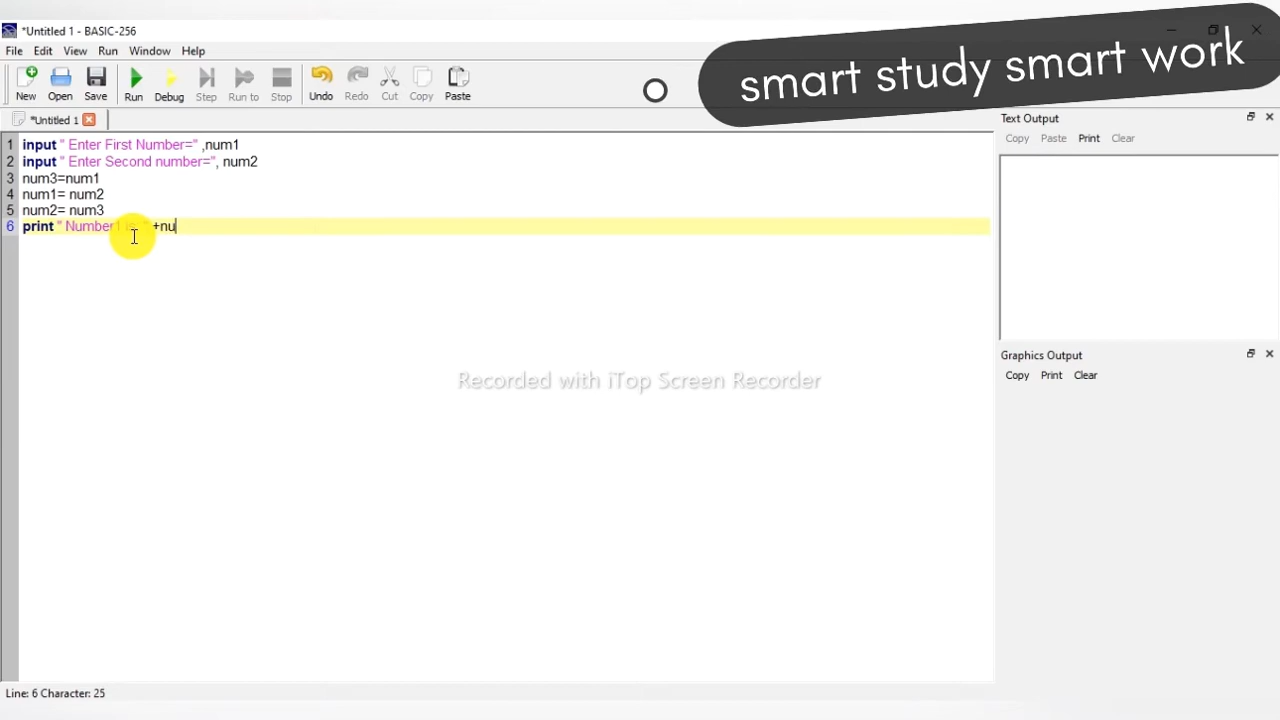 *Untitled 1 - BASIC-256
smart study smart work
File Edit View Run Window Help
New Open Save Run Debug Step Run to Stop Undo Redo Cut Copy Paste
*Untitled 1
Text Output
Copy Paste Print Clear
1 input " Enter First Number=" ,num1
2 input " Enter Second number=", num2
3 num3=num1
4 num1= num2
5 num2= num3
6 print " Number1 is " +nu
Graphics Output
Copy Print Clear
Recorded with iTop Screen Recorder
Line: 6 Character: 25